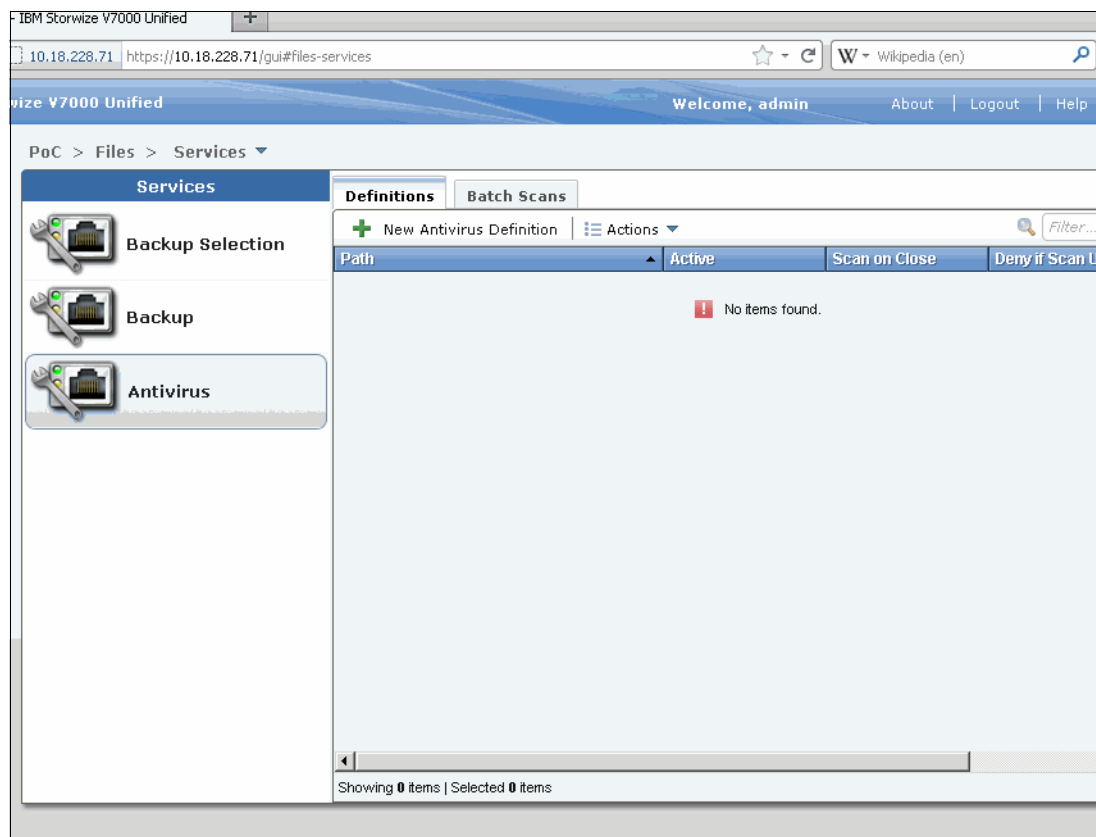 - IBM Storwize V7000 Unified +
10.18.228.71 https://10.18.228.71/gui#files-services W Wikipedia (en)
wize V7000 Unified Welcome, admin About | Logout | Help
PoC > Files > Services
Services
Backup Selection
Backup
Antivirus
Definitions Batch Scans
New Antivirus Definition Actions Filter...
Path Active Scan on Close Deny if Scan U
No items found.
Showing 0 items | Selected 0 items